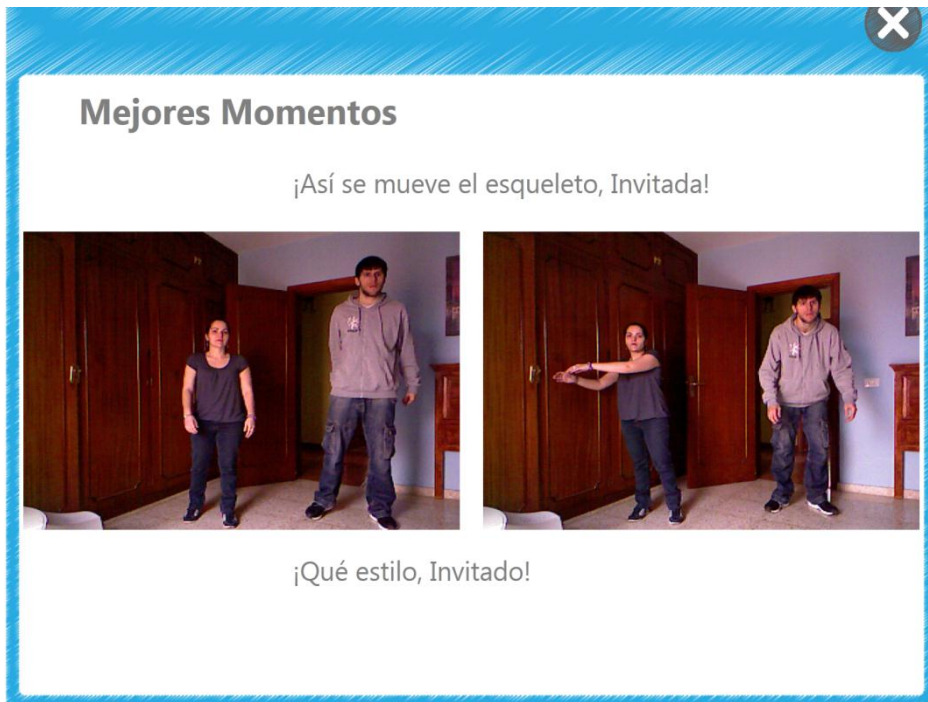 Mejores Momentos
¡Así se mueve el esqueleto, Invitada!
¡Qué estilo, Invitado!